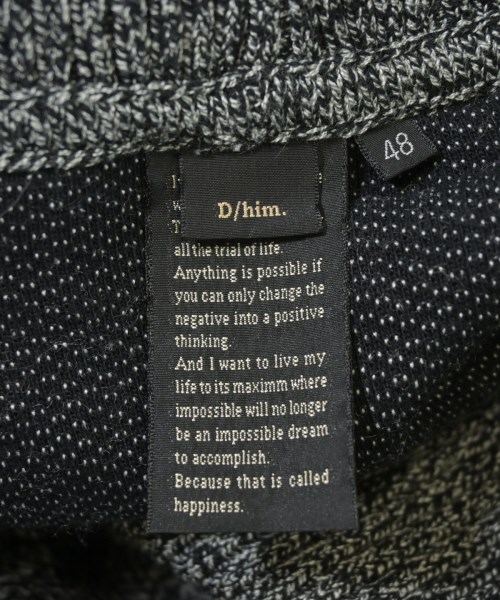 48
D/him.
all the trial of life.
Anything is possible if
you can only change the
negative into a positive
thinking.
And I want to live my
life to its maximm where
impossible will no longer
be an impossible dream
to accomplish.
Because that is called
happiness.